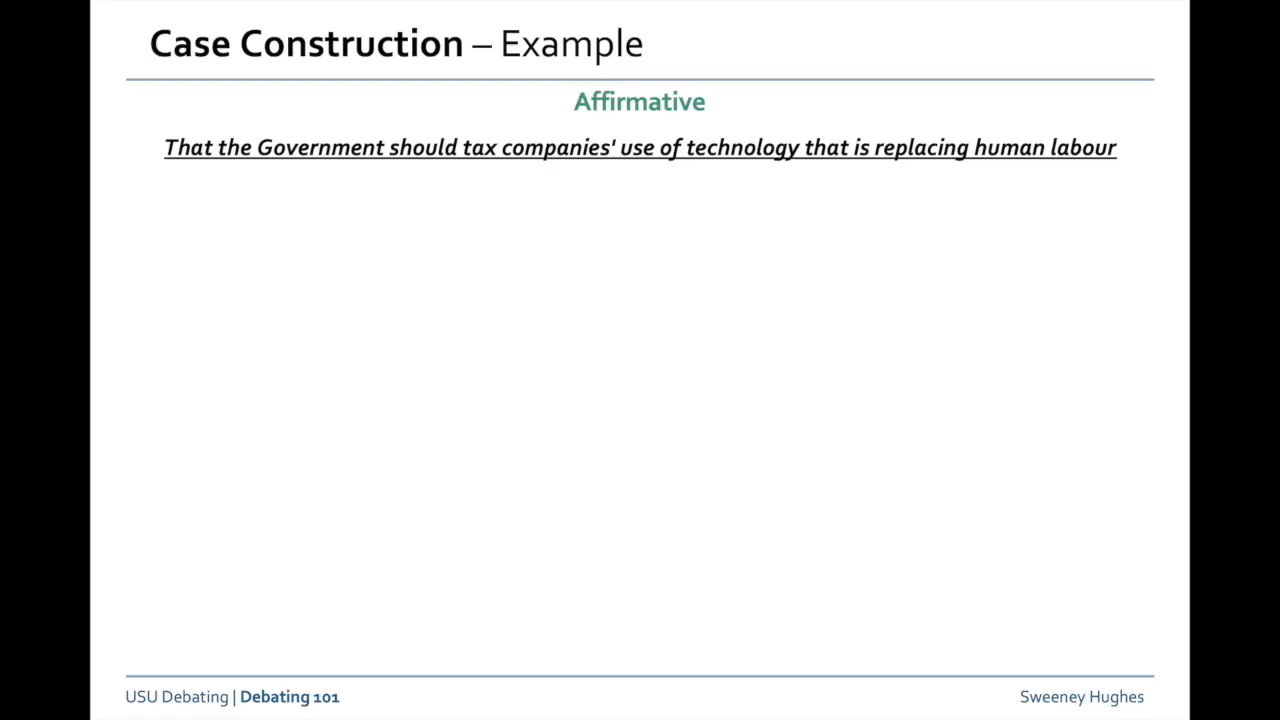 Case Construction – Example
Affirmative
That the Government should tax companies' use of technology that is replacing human labour
USU Debating | Debating 101
Sweeney Hughes